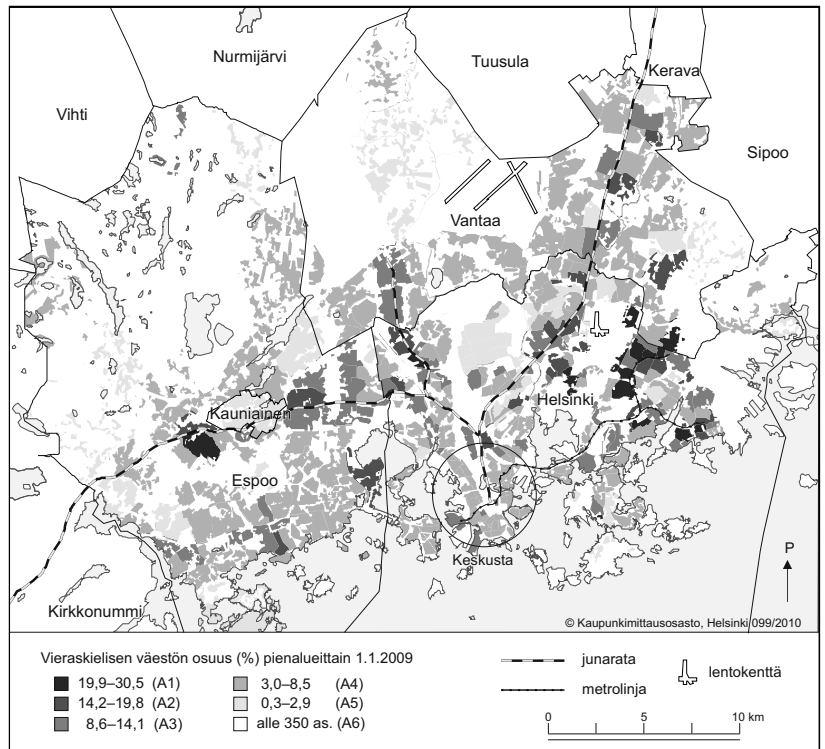 Nurmijärvi
Tuusula
Kerava
Vihti
Sipoo
Vantaa
Helsinki
Kauniainen
Espoo
Keskusta
Kirkkonummi
P
© Kaupunkimittausosasto, Helsinki 099/2010
Vieraskielisen väestön osuus (%) pienalueittain 1.1.2009
19,9–30,5 (A1)
14,2–19,8 (A2)
8,6–14,1 (A3)
3,0–8,5 (A4)
0,3–2,9 (A5)
alle 350 as. (A6)
junarata
metrolinja
lentokenttä
0 5 10 km